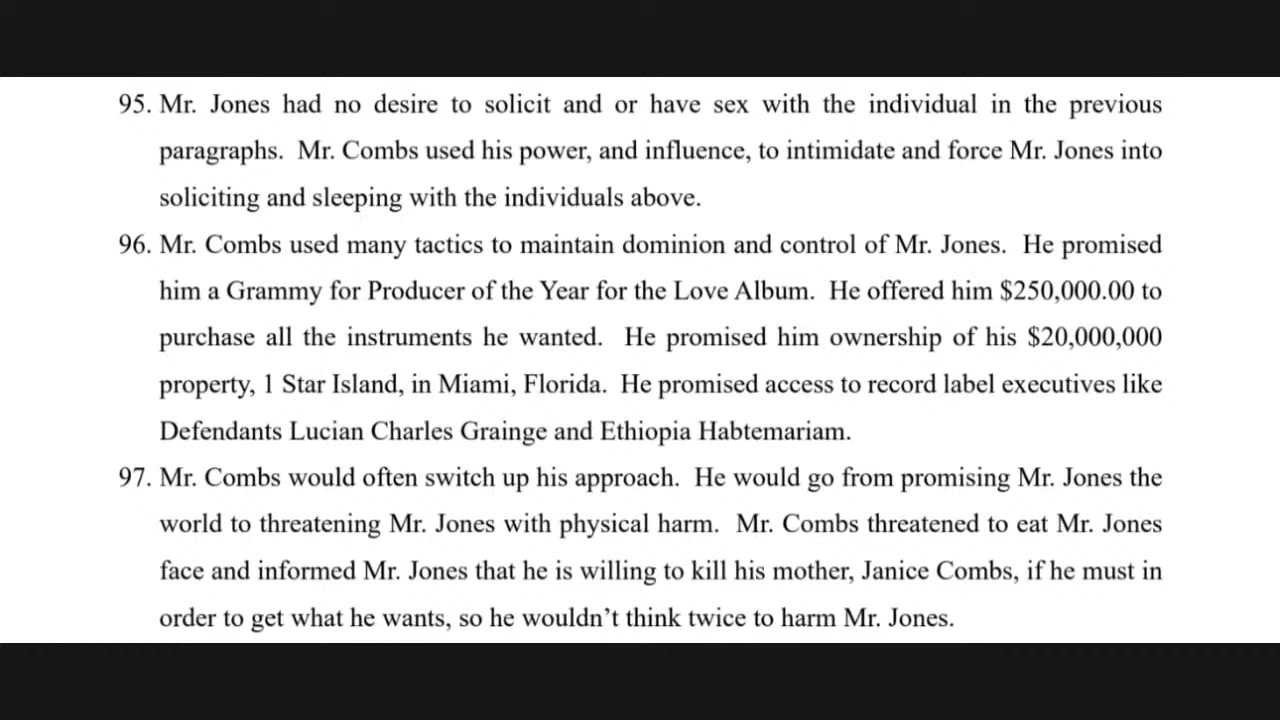 95. Mr. Jones had no desire to solicit and or have sex with the individual in the previous
paragraphs. Mr. Combs used his power, and influence, to intimidate and force Mr. Jones into
soliciting and sleeping with the individuals above.
96. Mr. Combs used many tactics to maintain dominion and control of Mr. Jones. He promised
him a Grammy for Producer of the Year for the Love Album. He offered him $250,000.00 to
purchase all the instruments he wanted. He promised him ownership of his $20,000,000
property, 1 Star Island, in Miami, Florida. He promised access to record label executives like
Defendants Lucian Charles Grainge and Ethiopia Habtemariam.
97. Mr. Combs would often switch up his approach. He would go from promising Mr. Jones the
world to threatening Mr. Jones with physical harm. Mr. Combs threatened to eat Mr. Jones
face and informed Mr. Jones that he is willing to kill his mother, Janice Combs, if he must in
order to get what he wants, so he wouldn’t think twice to harm Mr. Jones.